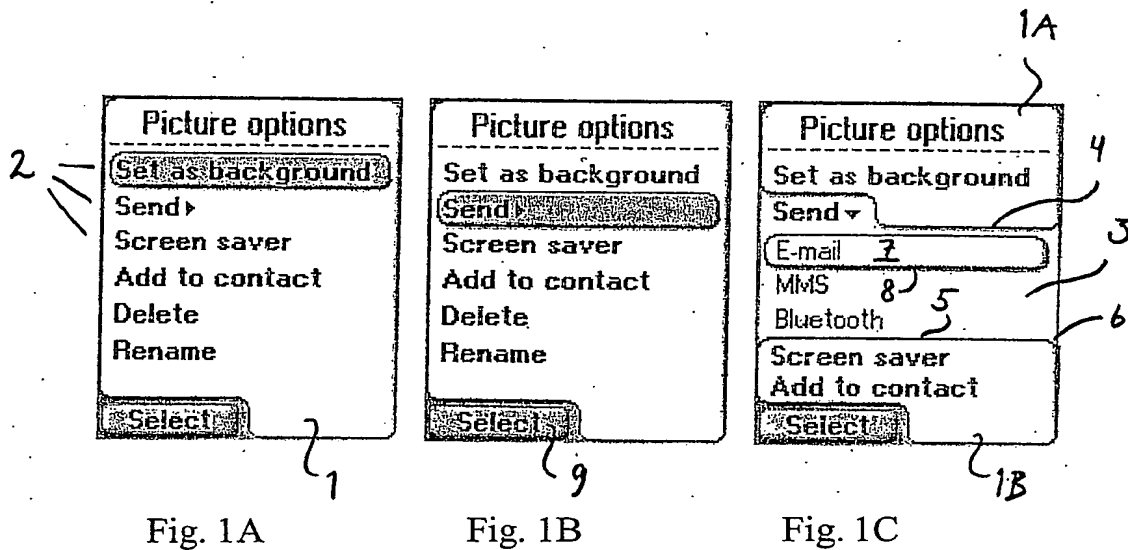 1A
Picture options
Set as background
Send▸
Screen saver
Add to contact
Delete
Rename
Select
2
1
Fig. 1A
Picture options
Set as background
Send▸
Screen saver
Add to contact
Delete
Rename
Select
9
Fig. 1B
Picture options
Set as background
4
Send▾
E-mail 7
3
MMS 8
Bluetooth 5
6
Screen saver
Add to contact
Select
1B
Fig. 1C